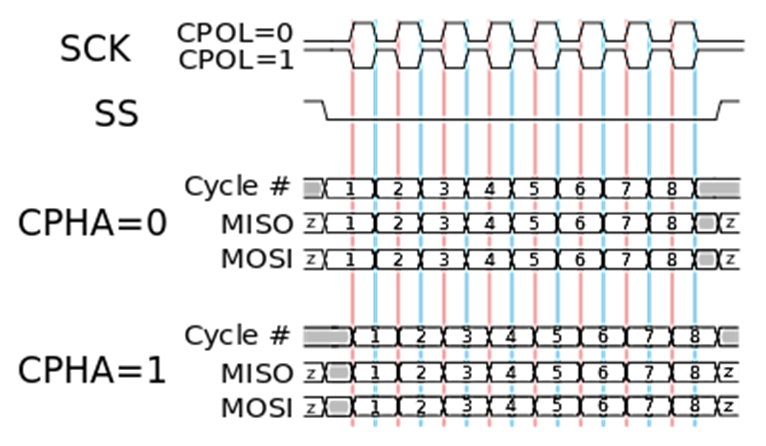 SCK CPOL=0
CPOL=1
SS
Cycle # 1 2 3 4 5 6 7 8
CPHA=0
MISO z 1 2 3 4 5 6 7 8 z
MOSI z 1 2 3 4 5 6 7 8 z
Cycle # 1 2 3 4 5 6 7 8
CPHA=1
MISO z 1 2 3 4 5 6 7 8 z
MOSI z 1 2 3 4 5 6 7 8 z